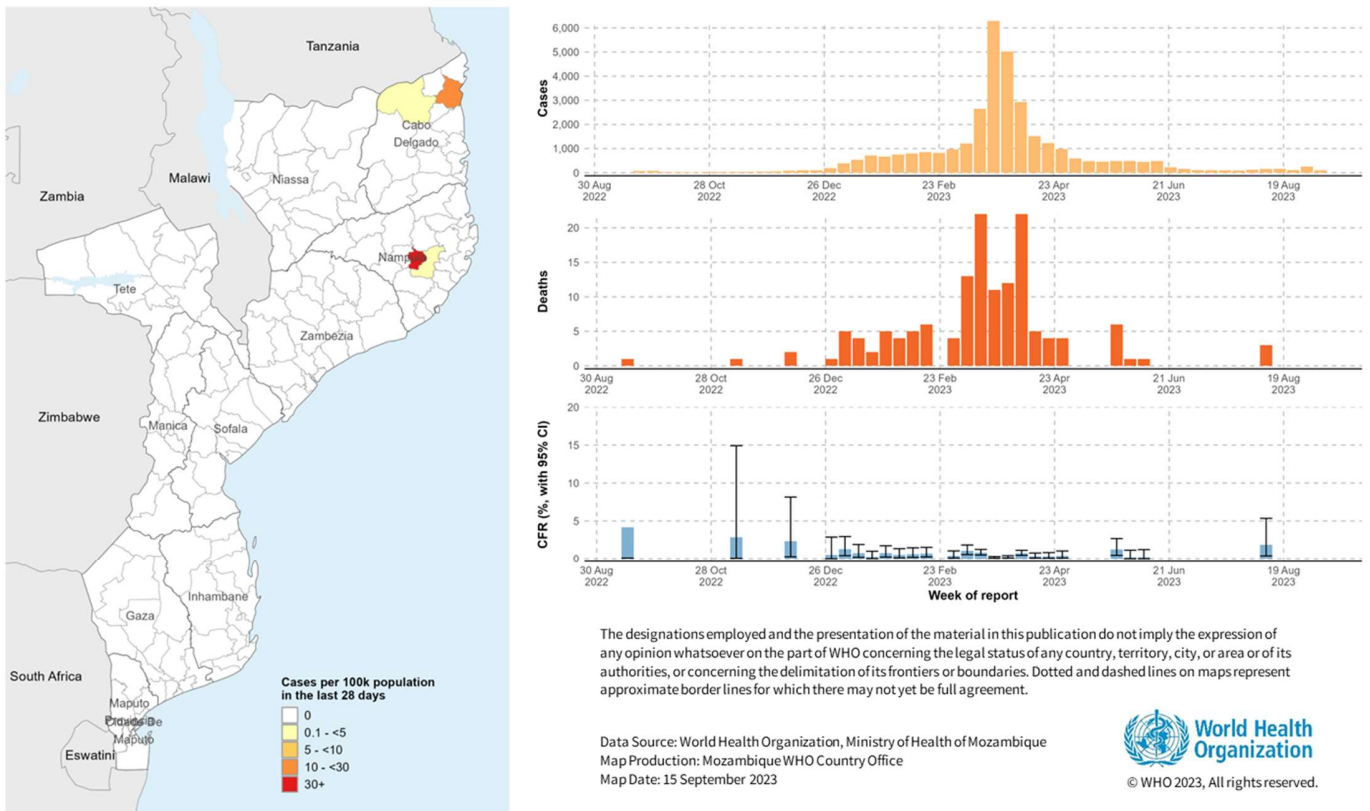 Tanzania
Cabo
Delgado
Zambia
Malawi
Niassa
Tete
Zambezia
Zimbabwe
Manica
Sofala
Inhambane
Gaza
South Africa
Maputo
Maputo
Eswatini
Cases per 100k population
in the last 28 days
0
0.1 - <5
5 - <10
10 - <30
30+
Cases
6,000
5,000
4,000
3,000
2,000
1,000
0
30 Aug 28 Oct 26 Dec 23 Feb 23 Apr 21 Jun 19 Aug
2022 2022 2022 2023 2023 2023 2023
Deaths
20
15
10
5
0
30 Aug 28 Oct 26 Dec 23 Feb 23 Apr 21 Jun 19 Aug
2022 2022 2022 2023 2023 2023 2023
CFR (%, with 95% CI)
20
15
10
5
0
30 Aug 28 Oct 26 Dec 23 Feb 23 Apr 21 Jun 19 Aug
2022 2022 2022 2023 2023 2023 2023
Week of report
The designations employed and the presentation of the material in this publication do not imply the expression of
any opinion whatsoever on the part of WHO concerning the legal status of any country, territory, city, or area or of its
authorities, or concerning the delimitation of its frontiers or boundaries. Dotted and dashed lines on maps represent
approximate border lines for which there may not yet be full agreement.
Data Source: World Health Organization, Ministry of Health of Mozambique
Map Production: Mozambique WHO Country Office
Map Date: 15 September 2023
World Health
Organization
© WHO 2023, All rights reserved.